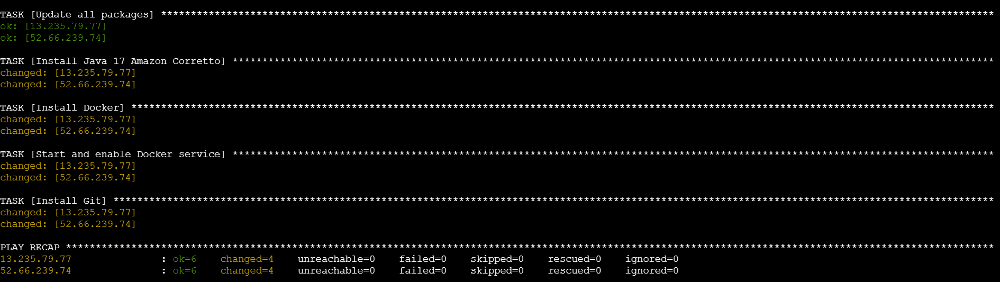 TASK [Update all packages] ********************************************************************************************************************************************
ok: [13.235.79.77]
ok: [52.66.239.74]
TASK [Install Java 17 Amazon Corretto] ********************************************************************************************************************************
changed: [13.235.79.77]
changed: [52.66.239.74]
TASK [Install Docker] *************************************************************************************************************************************************
changed: [13.235.79.77]
changed: [52.66.239.74]
TASK [Start and enable Docker service] ********************************************************************************************************************************
changed: [13.235.79.77]
changed: [52.66.239.74]
TASK [Install Git] ****************************************************************************************************************************************************
changed: [13.235.79.77]
changed: [52.66.239.74]
PLAY RECAP ************************************************************************************************************************************************************
13.235.79.77               : ok=6    changed=4    unreachable=0    failed=0    skipped=0    rescued=0    ignored=0
52.66.239.74               : ok=6    changed=4    unreachable=0    failed=0    skipped=0    rescued=0    ignored=0